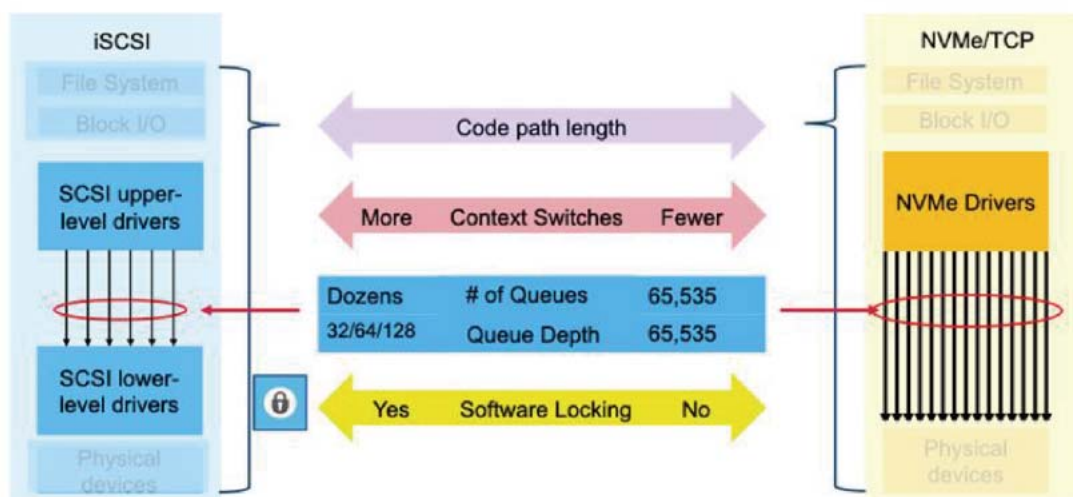 iSCSI
File System
Block I/O
SCSI upper-
level drivers
SCSI lower-
level drivers
Physical
devices
Code path length
More Context Switches Fewer
Dozens # of Queues 65,535
32/64/128 Queue Depth 65,535
Yes Software Locking No
NVMe/TCP
File System
Block I/O
NVMe Drivers
Physical
devices